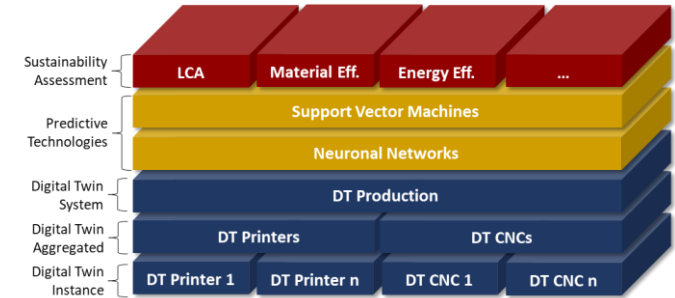 Sustainability
Assessment
LCA
Material Eff.
Energy Eff.
...
Predictive
Technologies
Support Vector Machines
Neuronal Networks
Digital Twin
System
DT Production
Digital Twin
Aggregated
DT Printers
DT CNCs
Digital Twin
Instance
DT Printer 1
DT Printer n
DT CNC 1
DT CNC n